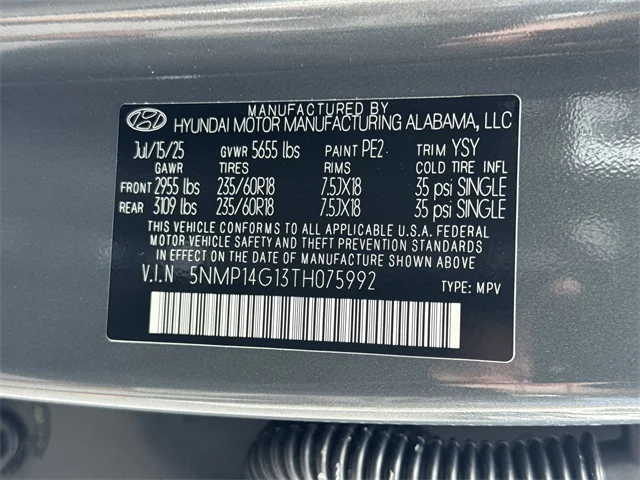 MANUFACTURED BY
HYUNDAI MOTOR MANUFACTURING ALABAMA, LLC
Jul/15/25 GVWR 5655 lbs PAINT PE2 TRIM YSY
GAWR TIRES RIMS COLD TIRE INFL
FRONT 2955 lbs 235/60R18 7.5JX18 35 psi SINGLE
REAR 3109 lbs 235/60R18 7.5JX18 35 psi SINGLE
THIS VEHICLE CONFORMS TO ALL APPLICABLE U.S.A. FEDERAL
MOTOR VEHICLE SAFETY AND THEFT PREVENTION STANDARDS
IN EFFECT ON THE DATE OF MANUFACTURE SHOWN ABOVE
V.I.N 5NMP14G13TH075992 TYPE: MPV